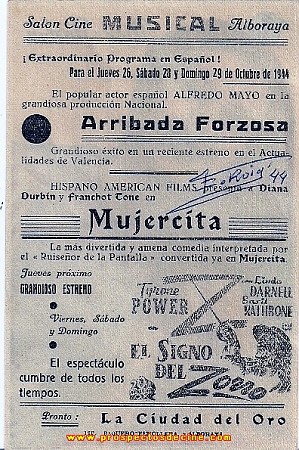 Salon Cine MUSICAL Alboraya
¡Extraordinario Programa en Español!
Para el Jueves 26, Sábado 28 y Domingo 29 de Octubre de 1944
El popular actor español ALFREDO MAYO en la
grandiosa producción Nacional.
Arribada Forzosa
Grandioso éxito en un reciente estreno en el Actua-
lidades de Valencia.
HISPANO AMERICAN FILMS presenta a Diana
Durbin y Franchot Tone en
Mujercita
La más divertida y amena comedia interpretada por
el « Ruiseñor de la Pantalla » convertida ya en Mujercita.
Jueves próximo
GRANDIOSO ESTRENO
Viernes, Sábado
y Domingo
El espectáculo
cumbre de todos los
tiempos.
Tyrone
POWER
Linda
DARNELL
Basil
RATHBONE
EL SIGNO
DEL
Zorro
Pronto: La Ciudad del Oro
www.prospectosdecine.com